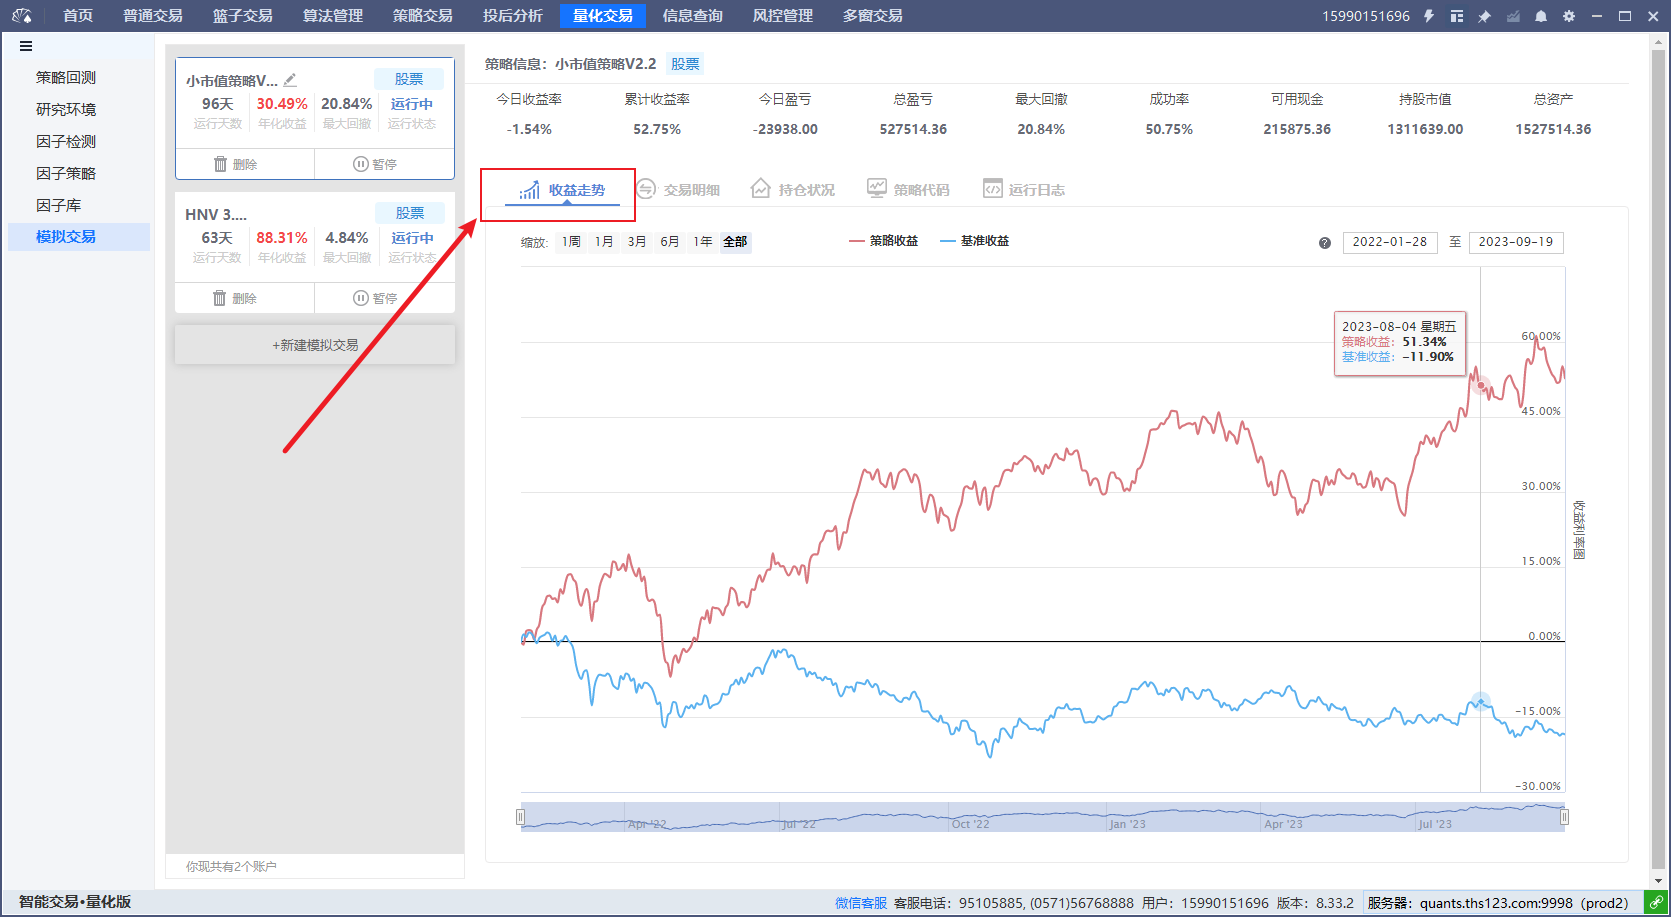 首页 普通交易 篮子交易 算法管理 策略交易 投后分析 量化交易 信息查询 风控管理 多窗交易 15990151696
策略回测
研究环境
因子检测
因子策略
因子库
模拟交易
小市值策略V... 股票
96天 30.49% 20.84% 运行中
运行天数 年化收益 最大回撤 运行状态
删除 暂停
HNV 3.... 股票
63天 88.31% 4.84% 运行中
运行天数 年化收益 最大回撤 运行状态
删除 暂停
+新建模拟交易
你现共有2个账户
策略信息：小市值策略V2.2 股票
今日收益率 累计收益率 今日盈亏 总盈亏 最大回撤 成功率 可用现金 持股市值 总资产
-1.54% 52.75% -23938.00 527514.36 20.84% 50.75% 215875.36 1311639.00 1527514.36
收益走势 交易明细 持仓状况 策略代码 运行日志
缩放: 1周 1月 3月 6月 1年 全部 策略收益 基准收益 2022-01-28 至 2023-09-19
2023-08-04 星期五
策略收益: 51.34%
基准收益: -11.90%
60.00%
45.00%
30.00%
15.00%
0.00%
-15.00%
-30.00%
收益利率图
Apr '22 Jul '22 Oct '22 Jan '23 Apr '23 Jul '23
智能交易•量化版 微信客服 客服电话：95105885, (0571)56768888 用户：15990151696 版本：8.33.2 服务器：quants.ths123.com:9998（prod2）